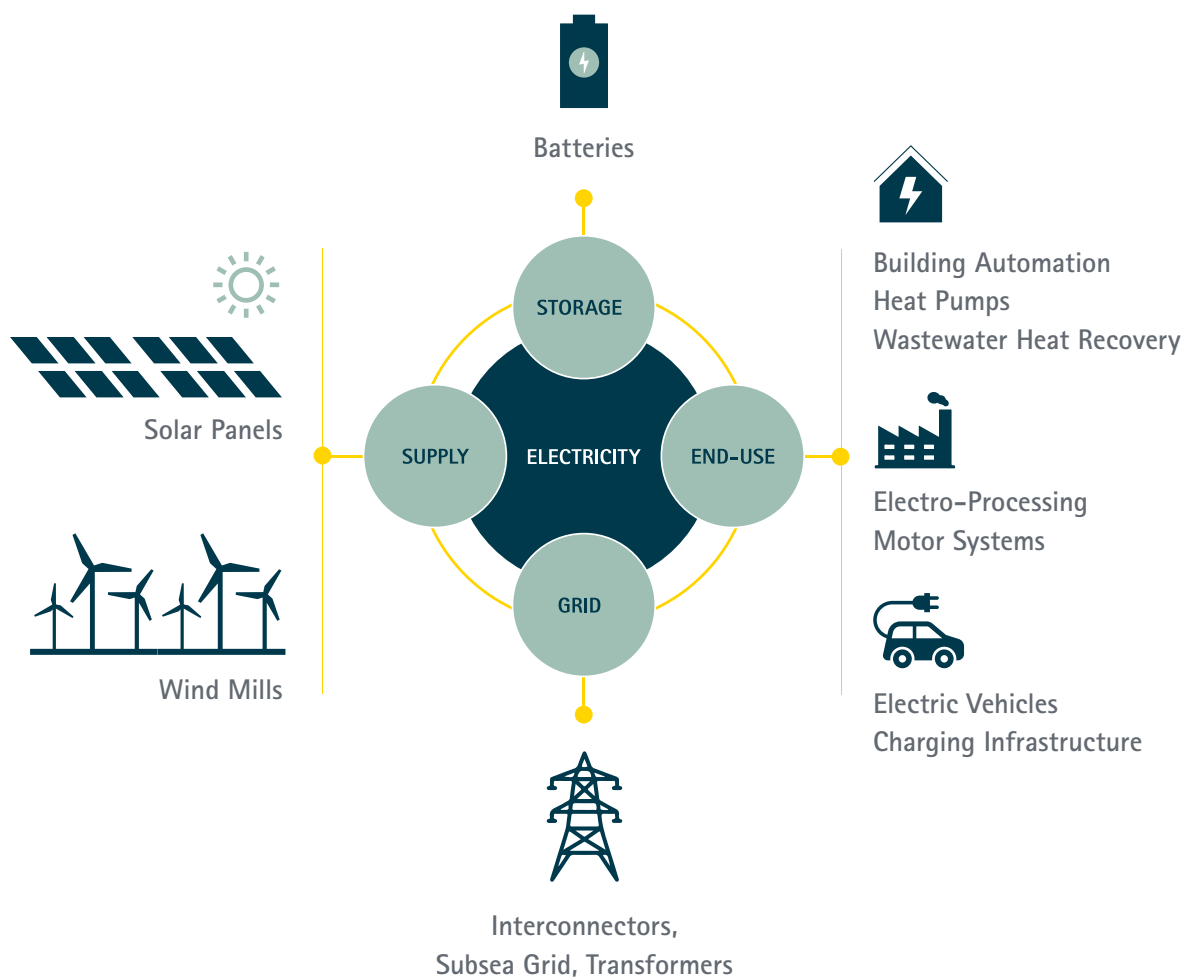 Batteries
Building Automation
Heat Pumps
Wastewater Heat Recovery
STORAGE
Solar Panels
SUPPLY
ELECTRICITY
END-USE
Electro-Processing
Motor Systems
GRID
Wind Mills
Electric Vehicles
Charging Infrastructure
Interconnectors,
Subsea Grid, Transformers